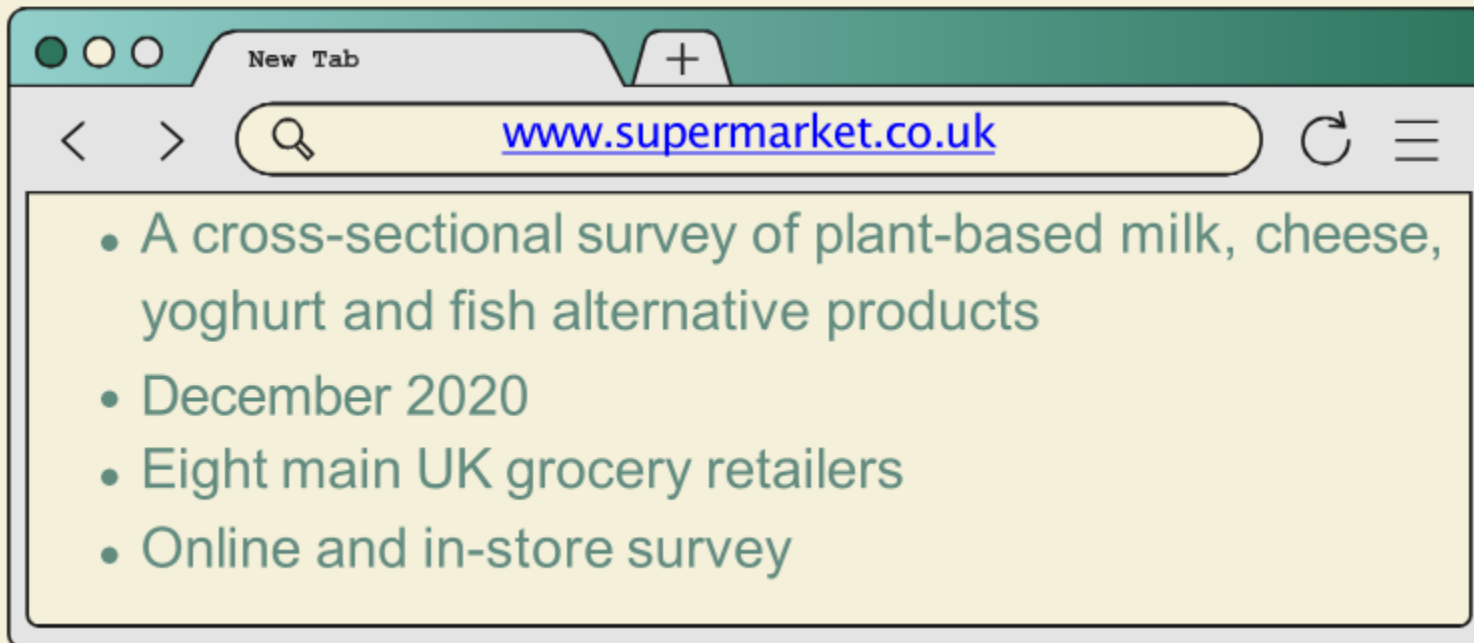 New Tab
+
www.supermarket.co.uk
• A cross-sectional survey of plant-based milk, cheese,
yoghurt and fish alternative products
• December 2020
• Eight main UK grocery retailers
• Online and in-store survey